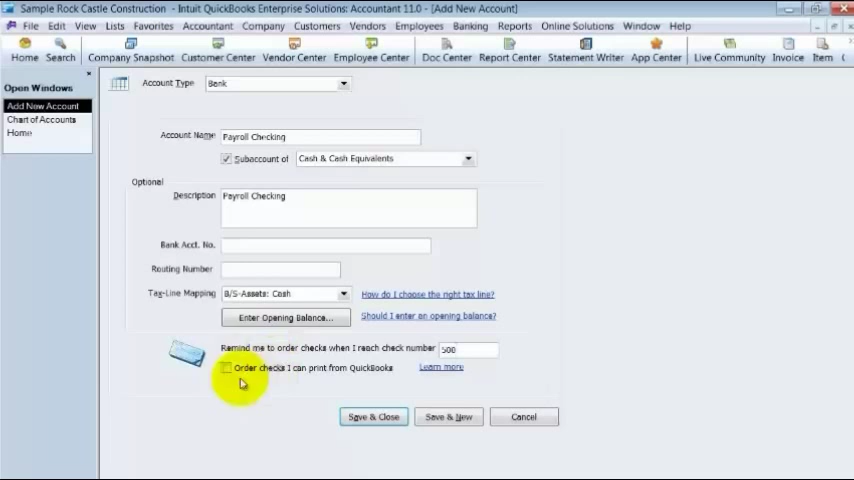 Sample Rock Castle Construction - Intuit QuickBooks Enterprise Solutions: Accountant 11.0 - [Add New Account]
File Edit View Lists Favorites Accountant Company Customers Vendors Employees Banking Reports Online Solutions Window Help
Home Search Company Snapshot Customer Center Vendor Center Employee Center Doc Center Report Center Statement Writer App Center Live Community Invoice Item
Open Windows
Add New Account
Chart of Accounts
Home
Account Type Bank
Account Name Payroll Checking
Subaccount of Cash & Cash Equivalents
Optional
Description Payroll Checking
Bank Acct. No.
Routing Number
Tax-Line Mapping B/S-Assets: Cash How do I choose the right tax line?
Enter Opening Balance... Should I enter an opening balance?
Remind me to order checks when I reach check number 500
Order checks I can print from QuickBooks Learn more
Save & Close Save & New Cancel